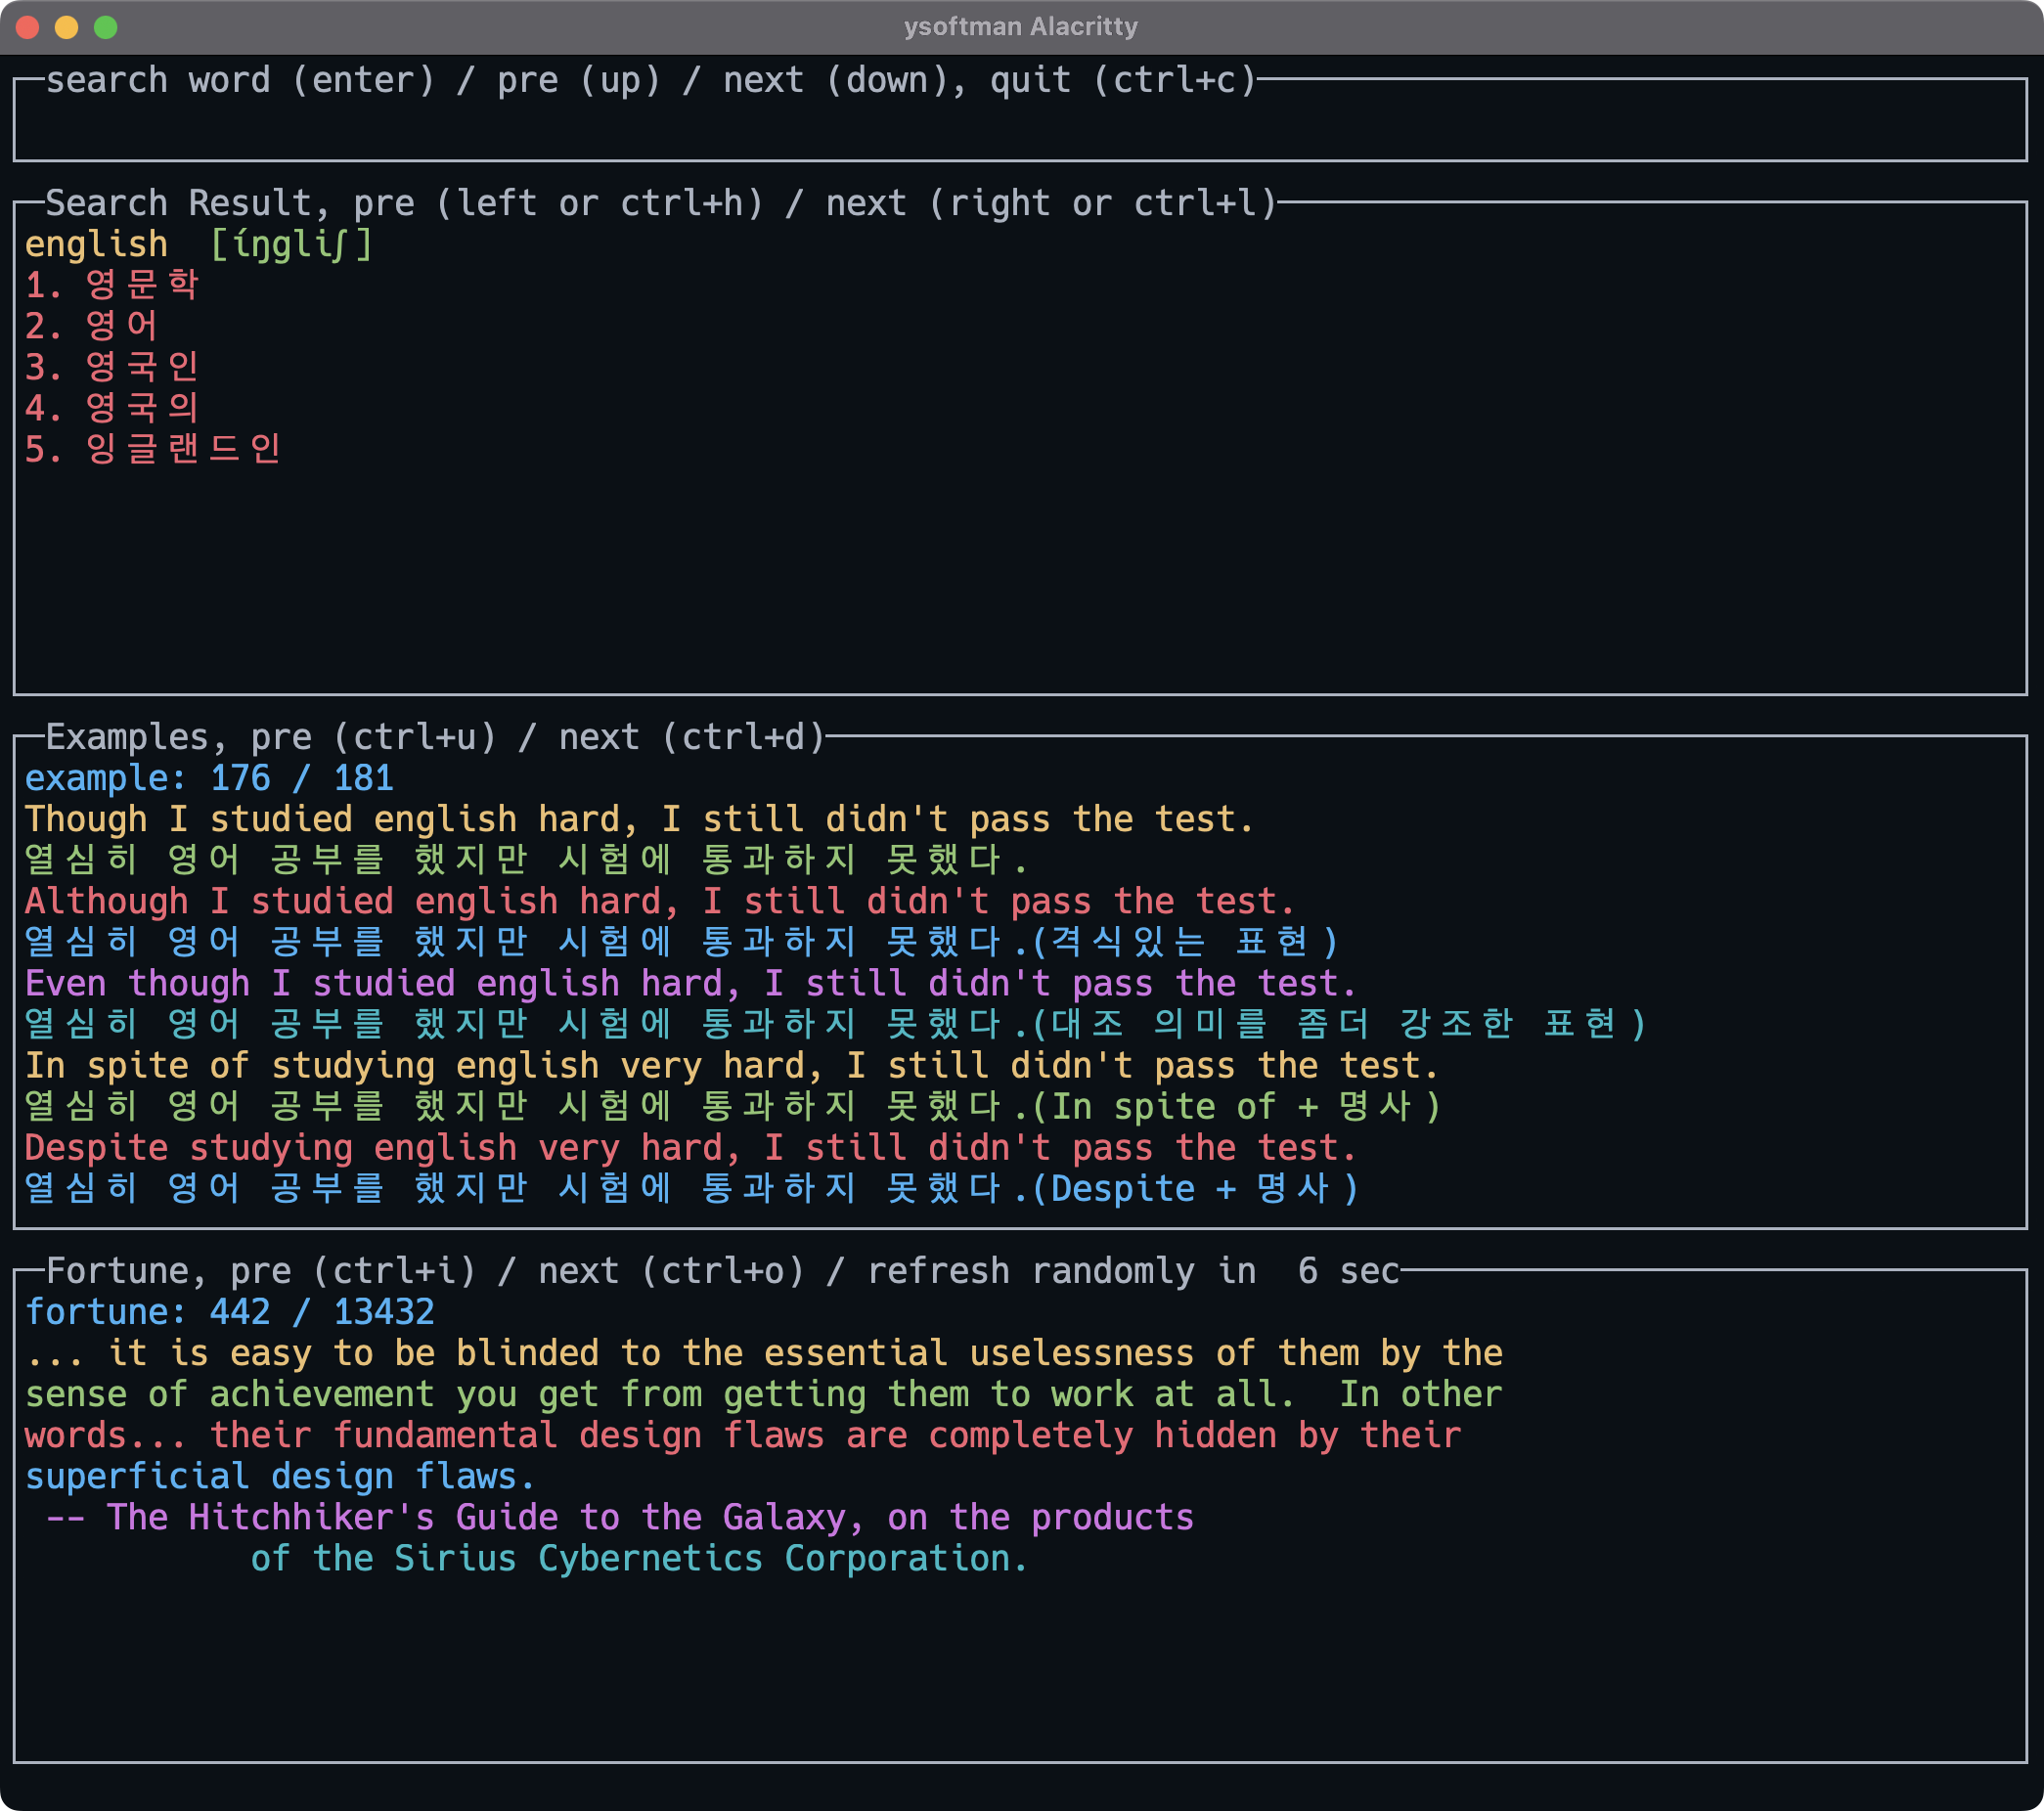 ysoftman Alacritty
search word (enter) / pre (up) / next (down), quit (ctrl+c)
Search Result, pre (left or ctrl+h) / next (right or ctrl+l)
english  [íŋgliʃ]
1. 영문학
2. 영어
3. 영국인
4. 영국의
5. 잉글랜드인
Examples, pre (ctrl+u) / next (ctrl+d)
example: 176 / 181
Though I studied english hard, I still didn't pass the test.
열심히 영어 공부를 했지만 시험에 통과하지 못했다.
Although I studied english hard, I still didn't pass the test.
열심히 영어 공부를 했지만 시험에 통과하지 못했다.(격식있는 표현)
Even though I studied english hard, I still didn't pass the test.
열심히 영어 공부를 했지만 시험에 통과하지 못했다.(대조 의미를 좀더 강조한 표현)
In spite of studying english very hard, I still didn't pass the test.
열심히 영어 공부를 했지만 시험에 통과하지 못했다.(In spite of + 명사)
Despite studying english very hard, I still didn't pass the test.
열심히 영어 공부를 했지만 시험에 통과하지 못했다.(Despite + 명사)
Fortune, pre (ctrl+i) / next (ctrl+o) / refresh randomly in  6 sec
fortune: 442 / 13432
... it is easy to be blinded to the essential uselessness of them by the
sense of achievement you get from getting them to work at all.  In other
words... their fundamental design flaws are completely hidden by their
superficial design flaws.
-- The Hitchhiker's Guide to the Galaxy, on the products
of the Sirius Cybernetics Corporation.